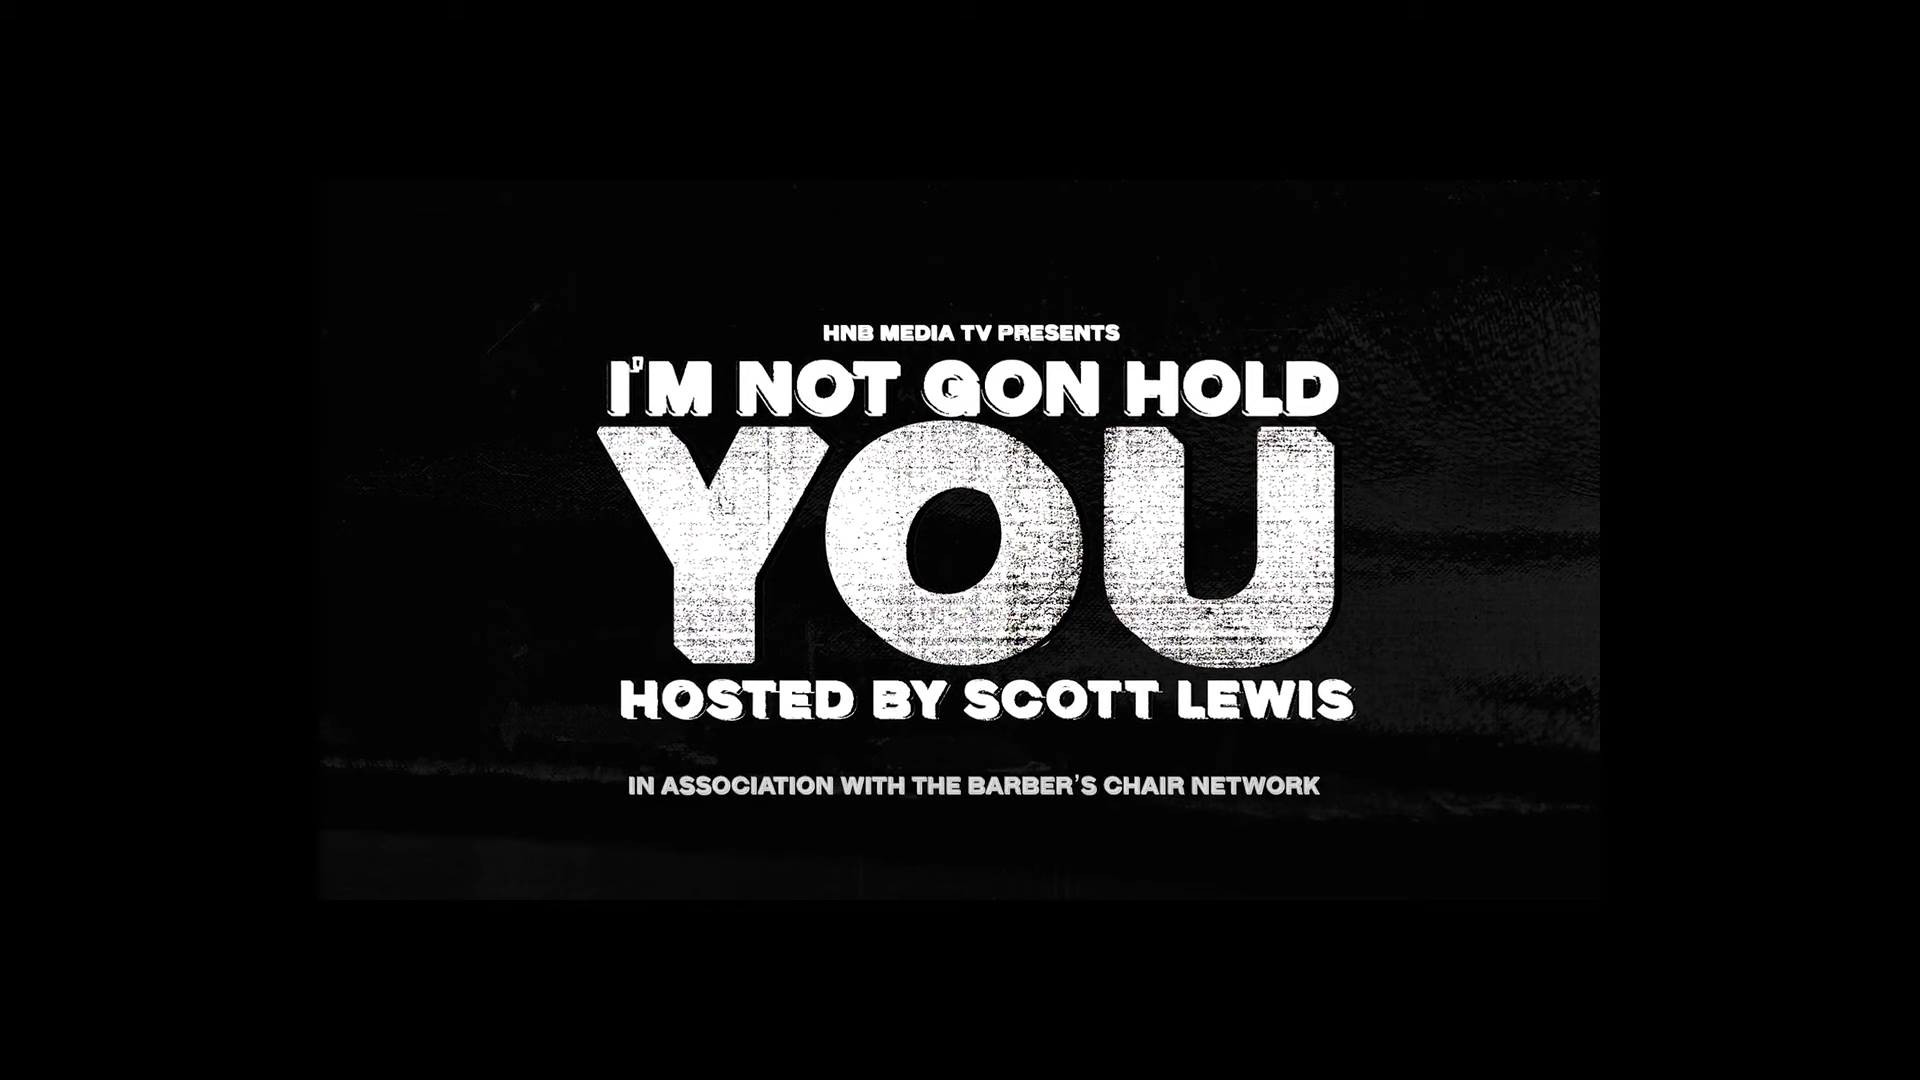 HNB MEDIA TV PRESENTS
I'M NOT GON HOLD
YOU
HOSTED BY SCOTT LEWIS
IN ASSOCIATION WITH THE BARBER'S CHAIR NETWORK